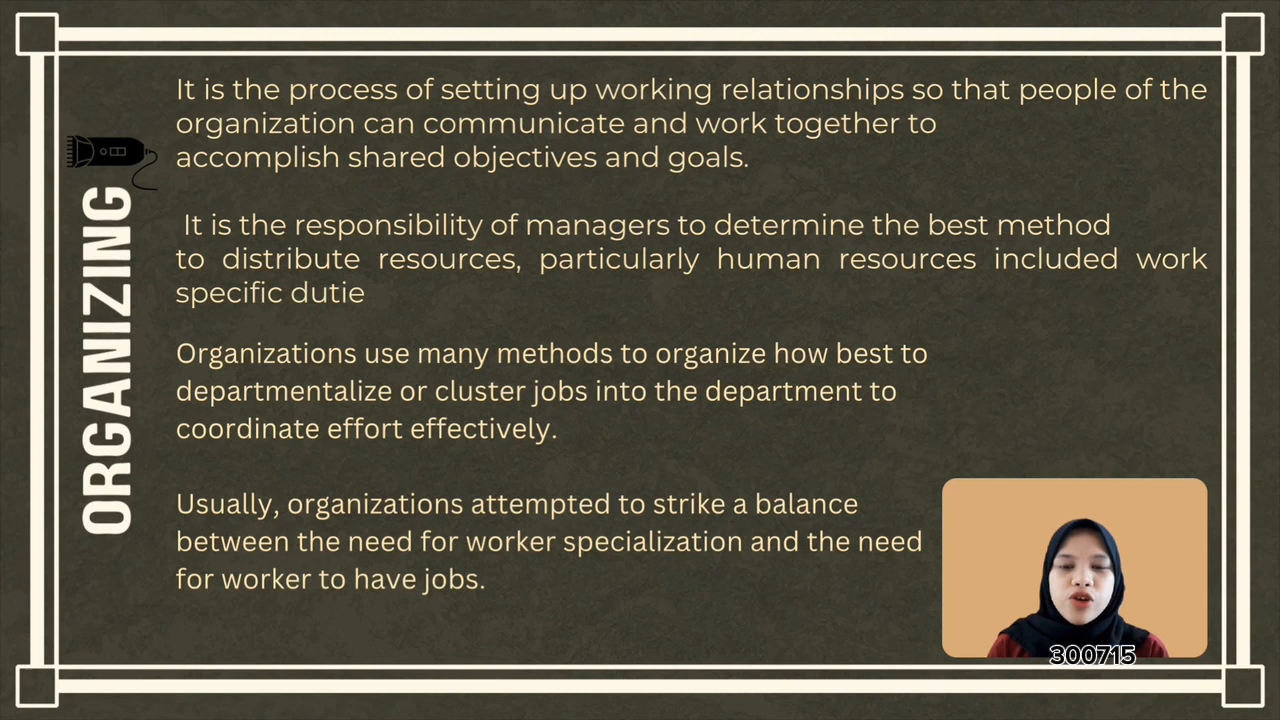 ORGANIZING
It is the process of setting up working relationships so that people of the
organization can communicate and work together to
accomplish shared objectives and goals.
It is the responsibility of managers to determine the best method
to distribute resources, particularly human resources included work
specific dutie
Organizations use many methods to organize how best to
departmentalize or cluster jobs into the department to
coordinate effort effectively.
Usually, organizations attempted to strike a balance
between the need for worker specialization and the need
for worker to have jobs.
300715